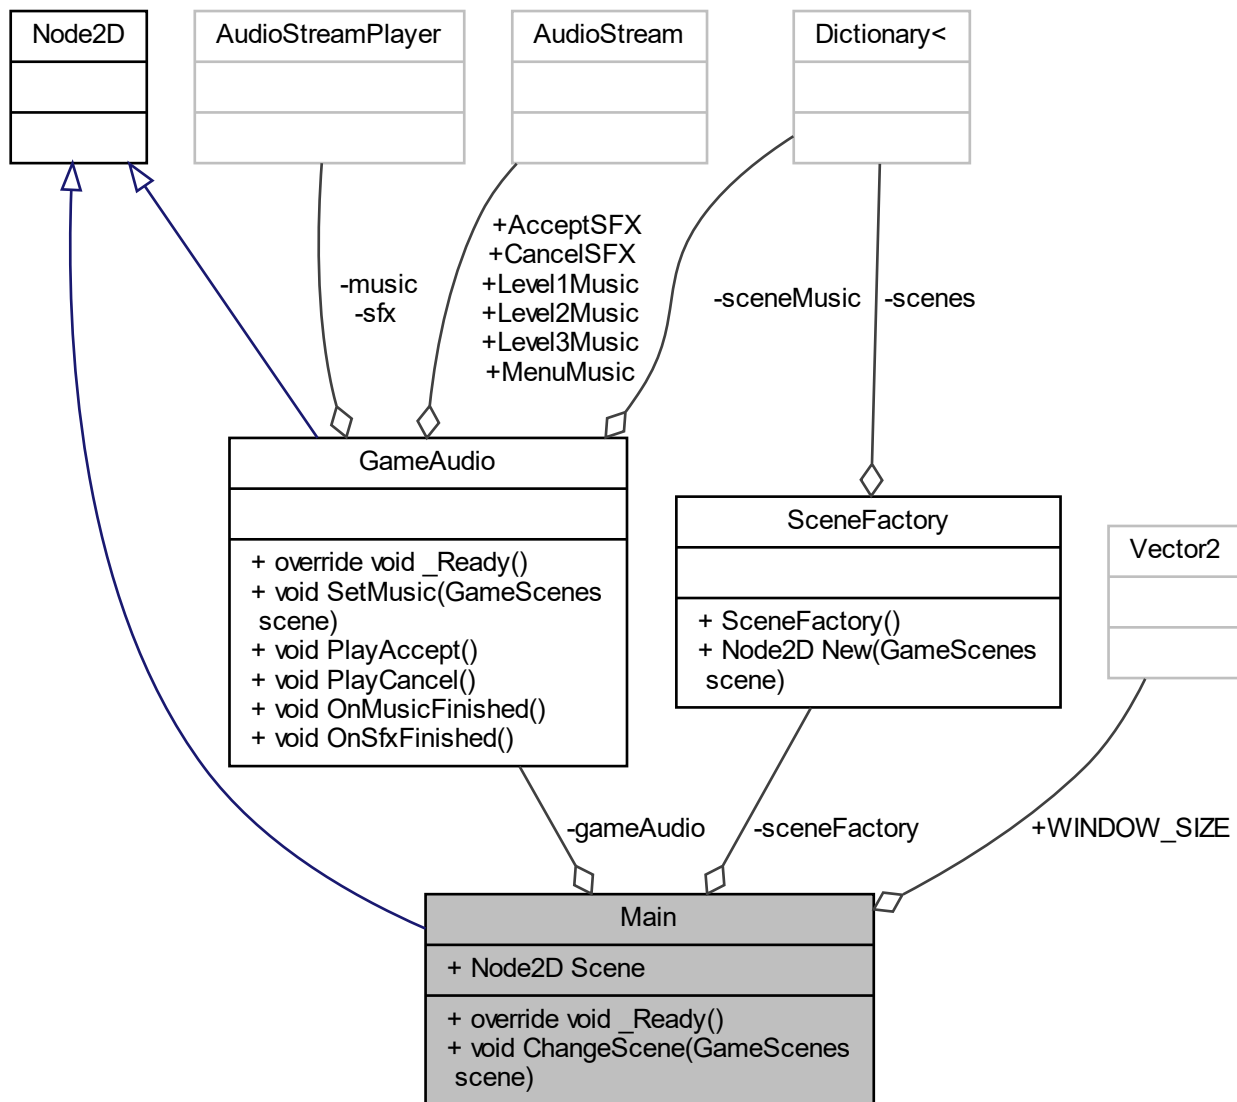 Node2D
AudioStreamPlayer
AudioStream
Dictionary<
+AcceptSFX
+CancelSFX
+Level1Music
+Level2Music
+Level3Music
+MenuMusic
-music
-sfx
-sceneMusic
-scenes
GameAudio
+ override void _Ready()
+ void SetMusic(GameScenes
scene)
+ void PlayAccept()
+ void PlayCancel()
+ void OnMusicFinished()
+ void OnSfxFinished()
SceneFactory
+ SceneFactory()
+ Node2D New(GameScenes
scene)
Vector2
-gameAudio
-sceneFactory
+WINDOW_SIZE
Main
+ Node2D Scene
+ override void _Ready()
+ void ChangeScene(GameScenes
scene)